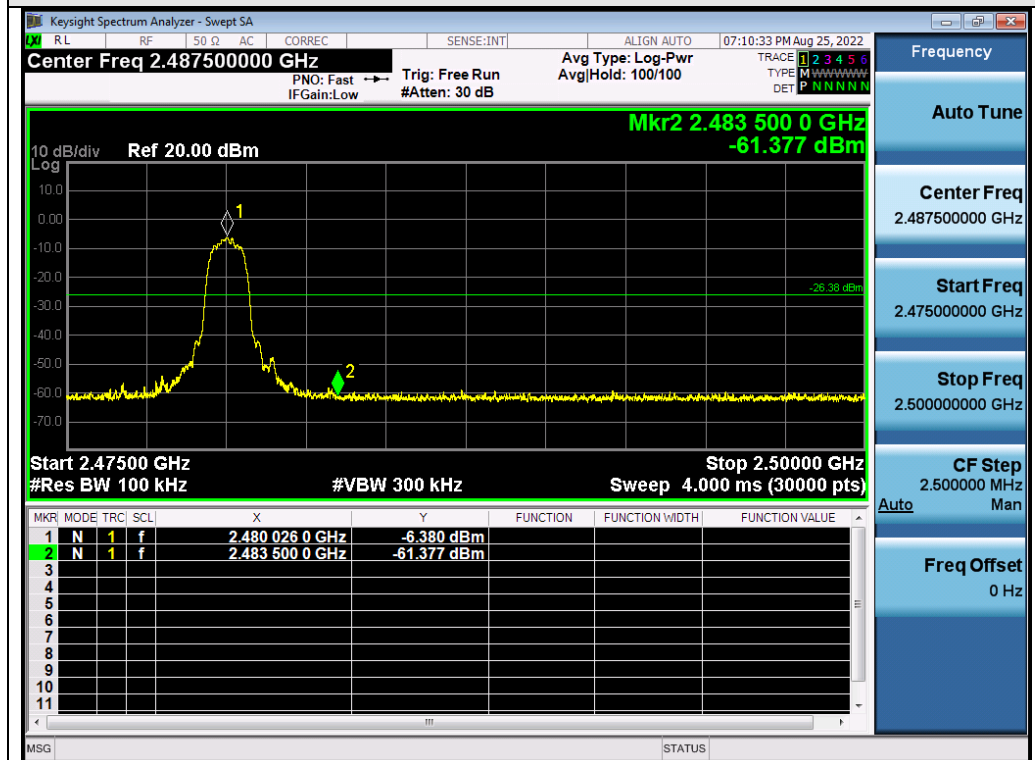 Keysight Spectrum Analyzer - Swept SA
LXI RL RF 50 Ω AC CORREC SENSE:INT ALIGN AUTO 07:10:33 PM Aug 25, 2022
Center Freq 2.487500000 GHz
PNO: Fast
IFGain:Low
Trig: Free Run
#Atten: 30 dB
Avg Type: Log-Pwr
Avg|Hold: 100/100
TRACE 1 2 3 4 5 6
TYPE M W W W W W
DET P N N N N N
Mkr2 2.483 500 0 GHz
-61.377 dBm
10 dB/div Ref 20.00 dBm
Log
10.0
0.00
-10.0
-20.0
-30.0
-40.0
-50.0
-60.0
-70.0
1
2
-26.38 dBm
Start 2.47500 GHz Stop 2.50000 GHz
#Res BW 100 kHz #VBW 300 kHz Sweep 4.000 ms (30000 pts)
MKR MODE TRC SCL X Y FUNCTION FUNCTION WIDTH FUNCTION VALUE
1 N 1 f 2.480 026 0 GHz -6.380 dBm
2 N 1 f 2.483 500 0 GHz -61.377 dBm
3
4
5
6
7
8
9
10
11
MSG STATUS
Frequency
Auto Tune
Center Freq
2.487500000 GHz
Start Freq
2.475000000 GHz
Stop Freq
2.500000000 GHz
CF Step
2.500000 MHz
Auto Man
Freq Offset
0 Hz